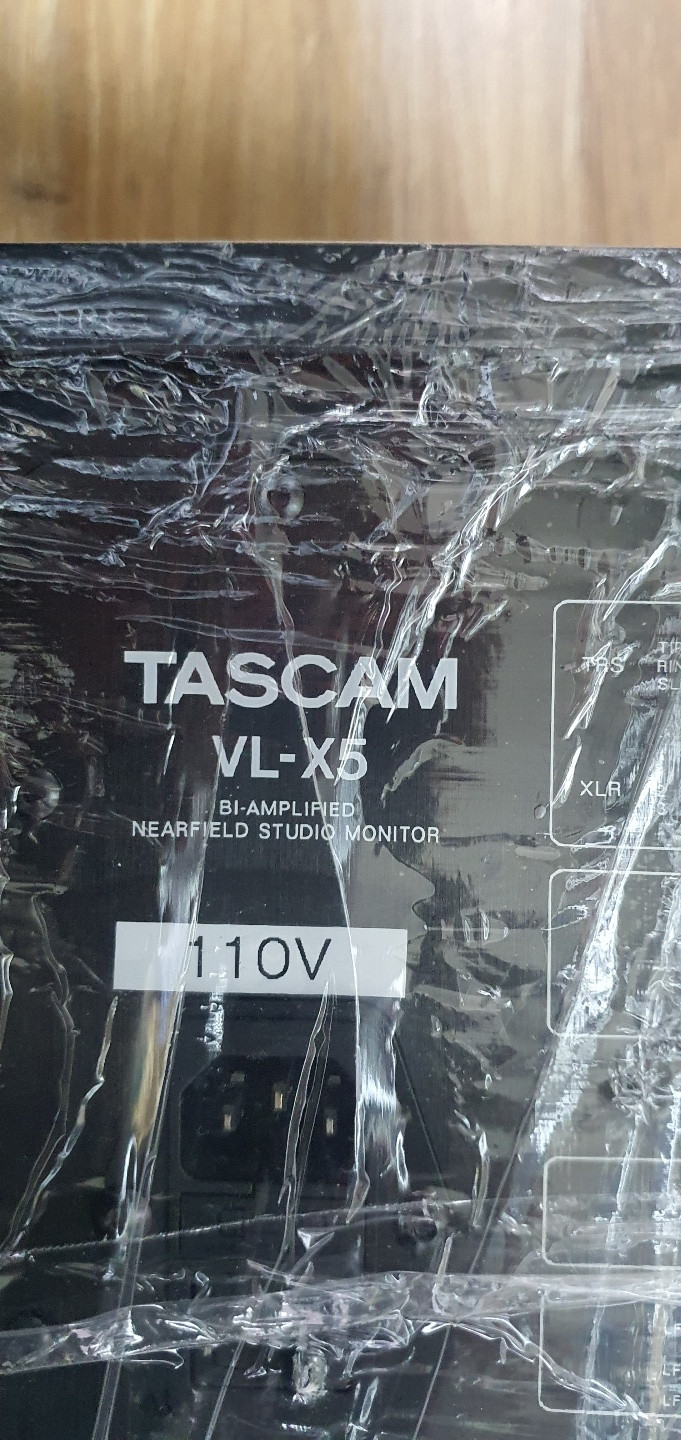 TASCAM
VL-X5
BI-AMPLIFIED
NEARFIELD STUDIO MONITOR
110V
TRS
XLR